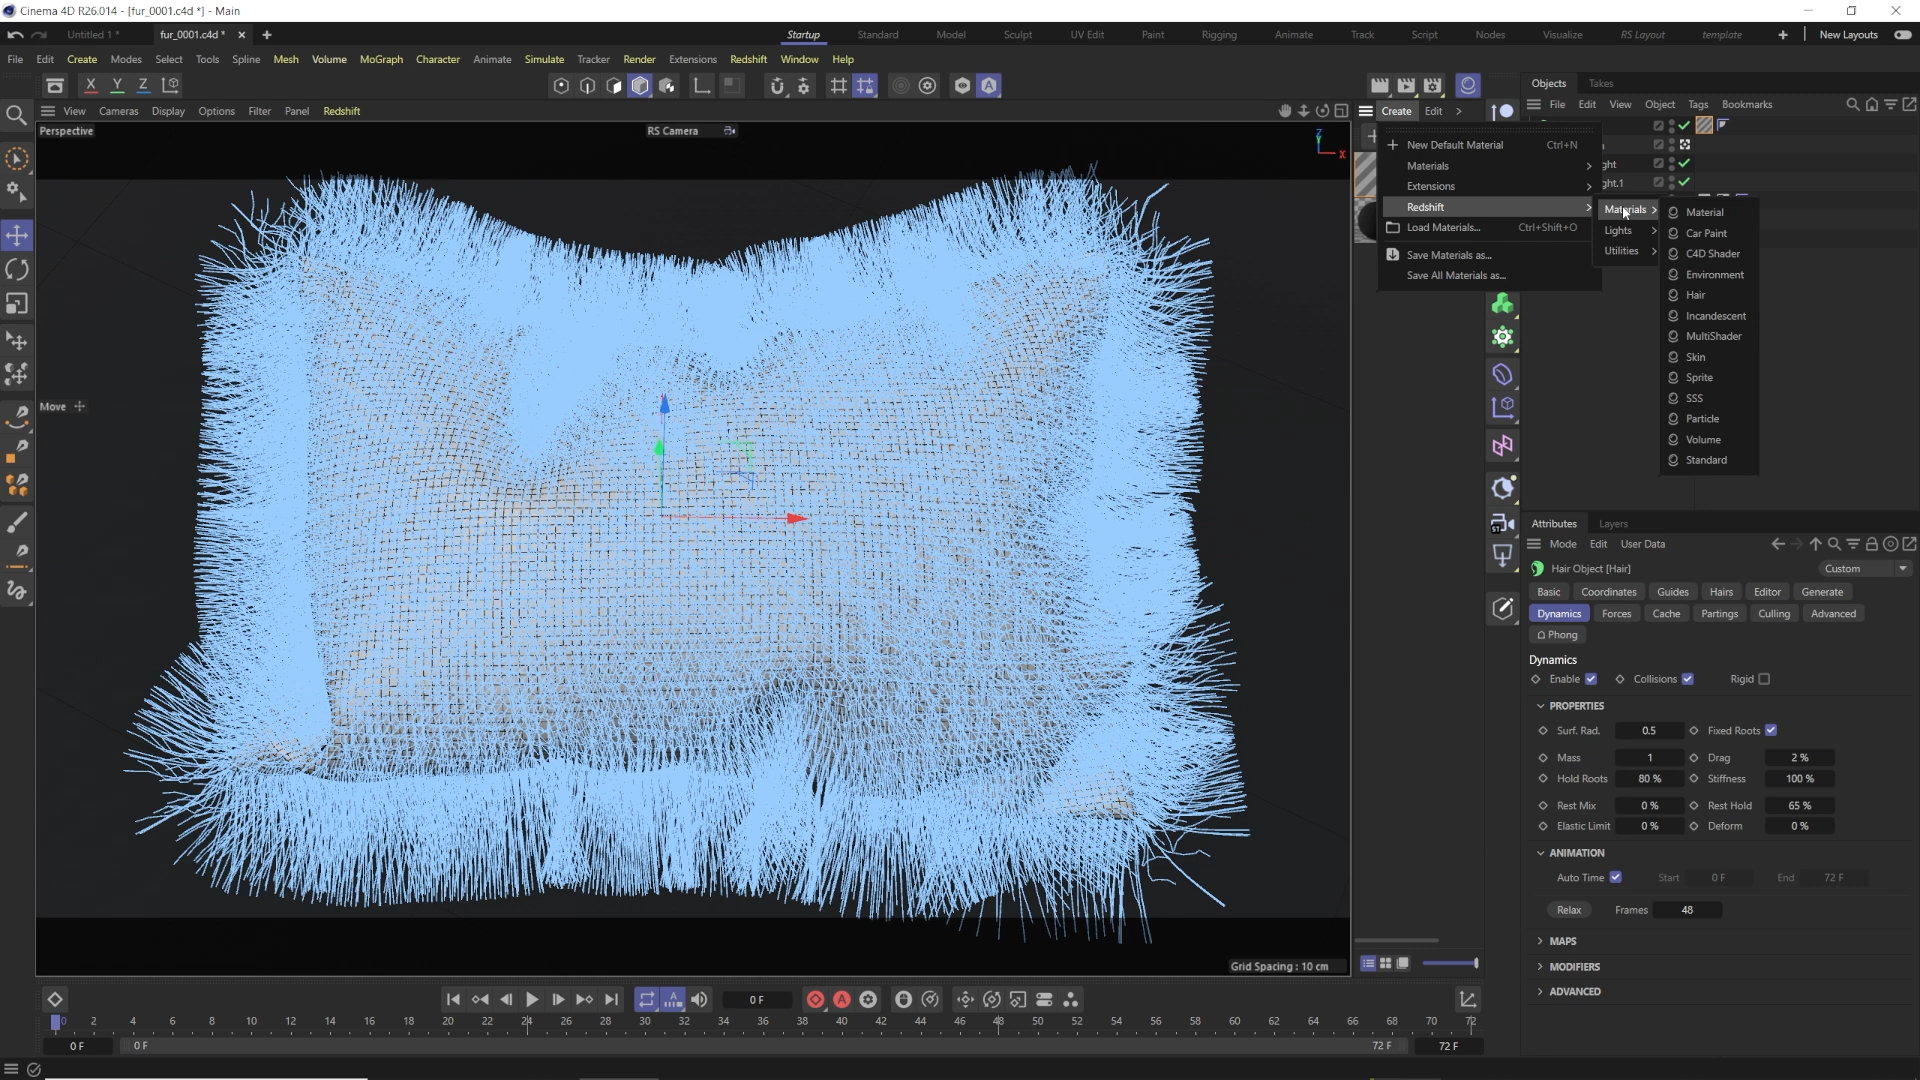 Cinema 4D R26.014 - [fur_0001.c4d *] - Main
Untitled 1 *
fur_0001.c4d *
Startup Standard Model Sculpt UV Edit Paint Rigging Animate Track Script Nodes Visualize RS Layout template New Layouts
File Edit Create Modes Select Tools Spline Mesh Volume MoGraph Character Animate Simulate Tracker Render Extensions Redshift Window Help
X Y Z
Objects Takes
View Cameras Display Options Filter Panel Redshift
Create Edit
File Edit View Object Tags Bookmarks
Perspective
RS Camera
Z
X
New Default Material Ctrl+N
Materials
Extensions
Redshift
Load Materials... Ctrl+Shift+O
Save Materials as...
Save All Materials as...
ght
ght.1
Materials
Lights
Utilities
Material
Car Paint
C4D Shader
Environment
Hair
Incandescent
MultiShader
Skin
Sprite
SSS
Particle
Volume
Standard
Move
Attributes Layers
Mode Edit User Data
Hair Object [Hair] Custom
Basic Coordinates Guides Hairs Editor Generate
Dynamics Forces Cache Partings Culling Advanced
Phong
Dynamics
Enable Collisions Rigid
PROPERTIES
Surf. Rad. 0.5 Fixed Roots
Mass 1 Drag 2 %
Hold Roots 80 % Stiffness 100 %
Rest Mix 0 % Rest Hold 65 %
Elastic Limit 0 % Deform 0 %
ANIMATION
Auto Time Start 0 F End 72 F
Relax Frames 48
MAPS
MODIFIERS
ADVANCED
Grid Spacing : 10 cm
0 F
0 2 4 6 8 10 12 14 16 18 20 22 24 26 28 30 32 34 36 38 40 42 44 46 48 50 52 54 56 58 60 62 64 66 68 70 72
0 F 0 F 72 F 72 F